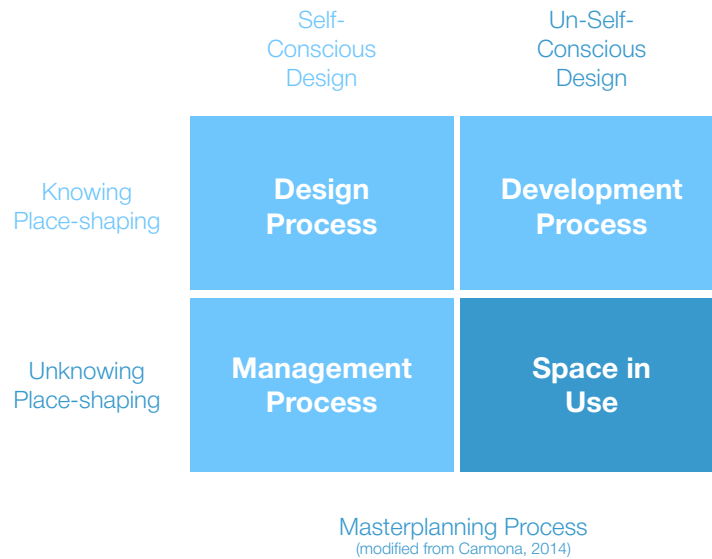 Self-
Conscious
Design
Un-Self-
Conscious
Design
Knowing
Place-shaping
Design
Process
Development
Process
Unknowing
Place-shaping
Management
Process
Space in
Use
Masterplanning Process
(modified from Carmona, 2014)